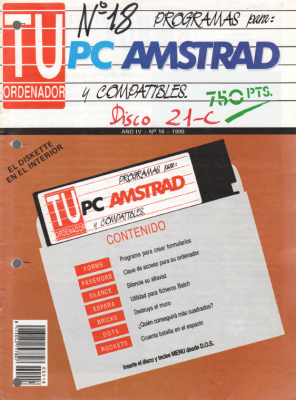 Nº 18 PROGRAMAS para:
TU ORDENADOR
PC AMSTRAD
y COMPATIBLES.
750 PTS.
Disco 21-C
AÑO IV – Nº 18 – 1990
EL DISKETTE
EN EL INTERIOR
PROGRAMAS para:
TU ORDENADOR
PC AMSTRAD
y COMPATIBLES.
CONTENIDO
FORMS Programa para crear formularios
PASSWORD Clave de acceso para su ordenador
SILENCE Silencie su altavoz
ESPERA Utilidad para ficheros Batch
BRICKS Destruya el muro
DOTS ¿Quién conseguirá más cuadrados?
ROCKETS Cruenta batalla en el espacio
Inserte el disco y teclee MENU desde D.O.S.